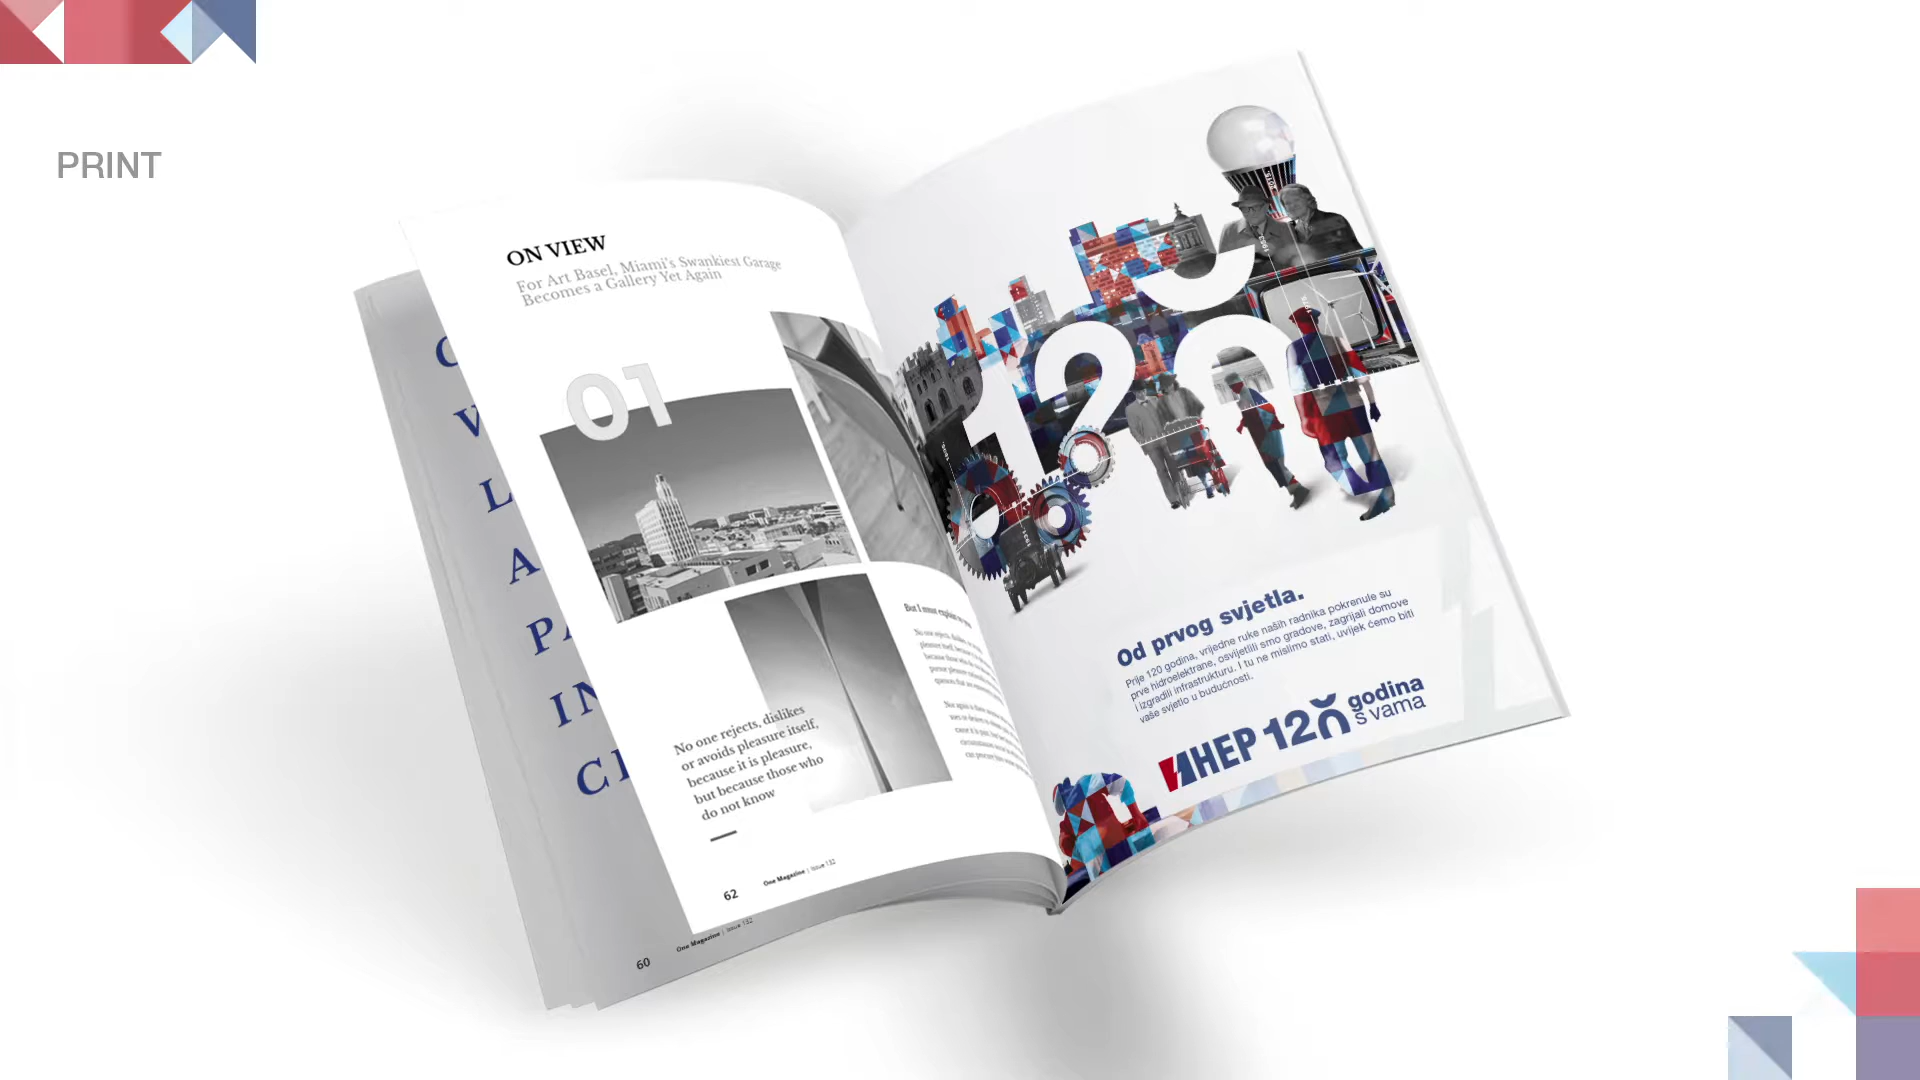 PRINT
ON VIEW
For Art Basel, Miami's Swankiest Garage
Becomes a Gallery Yet Again
01
No one rejects, dislikes
or avoids pleasure itself,
because it is pleasure,
but because those who
do not know
62
One Magazine | Issue 132
60
One Magazine | Issue 132
120
Od prvog svjetla.
Prije 120 godina, vrijedne ruke naših radnika pokrenule su
prve hidroelektrane, osvijetlili smo gradove, zagrijali domove
i izgradili infrastrukturu. I tu ne mislimo stati, uvijek ćemo biti
vaše svjetlo u budućnosti.
HEP 120 godina
s vama